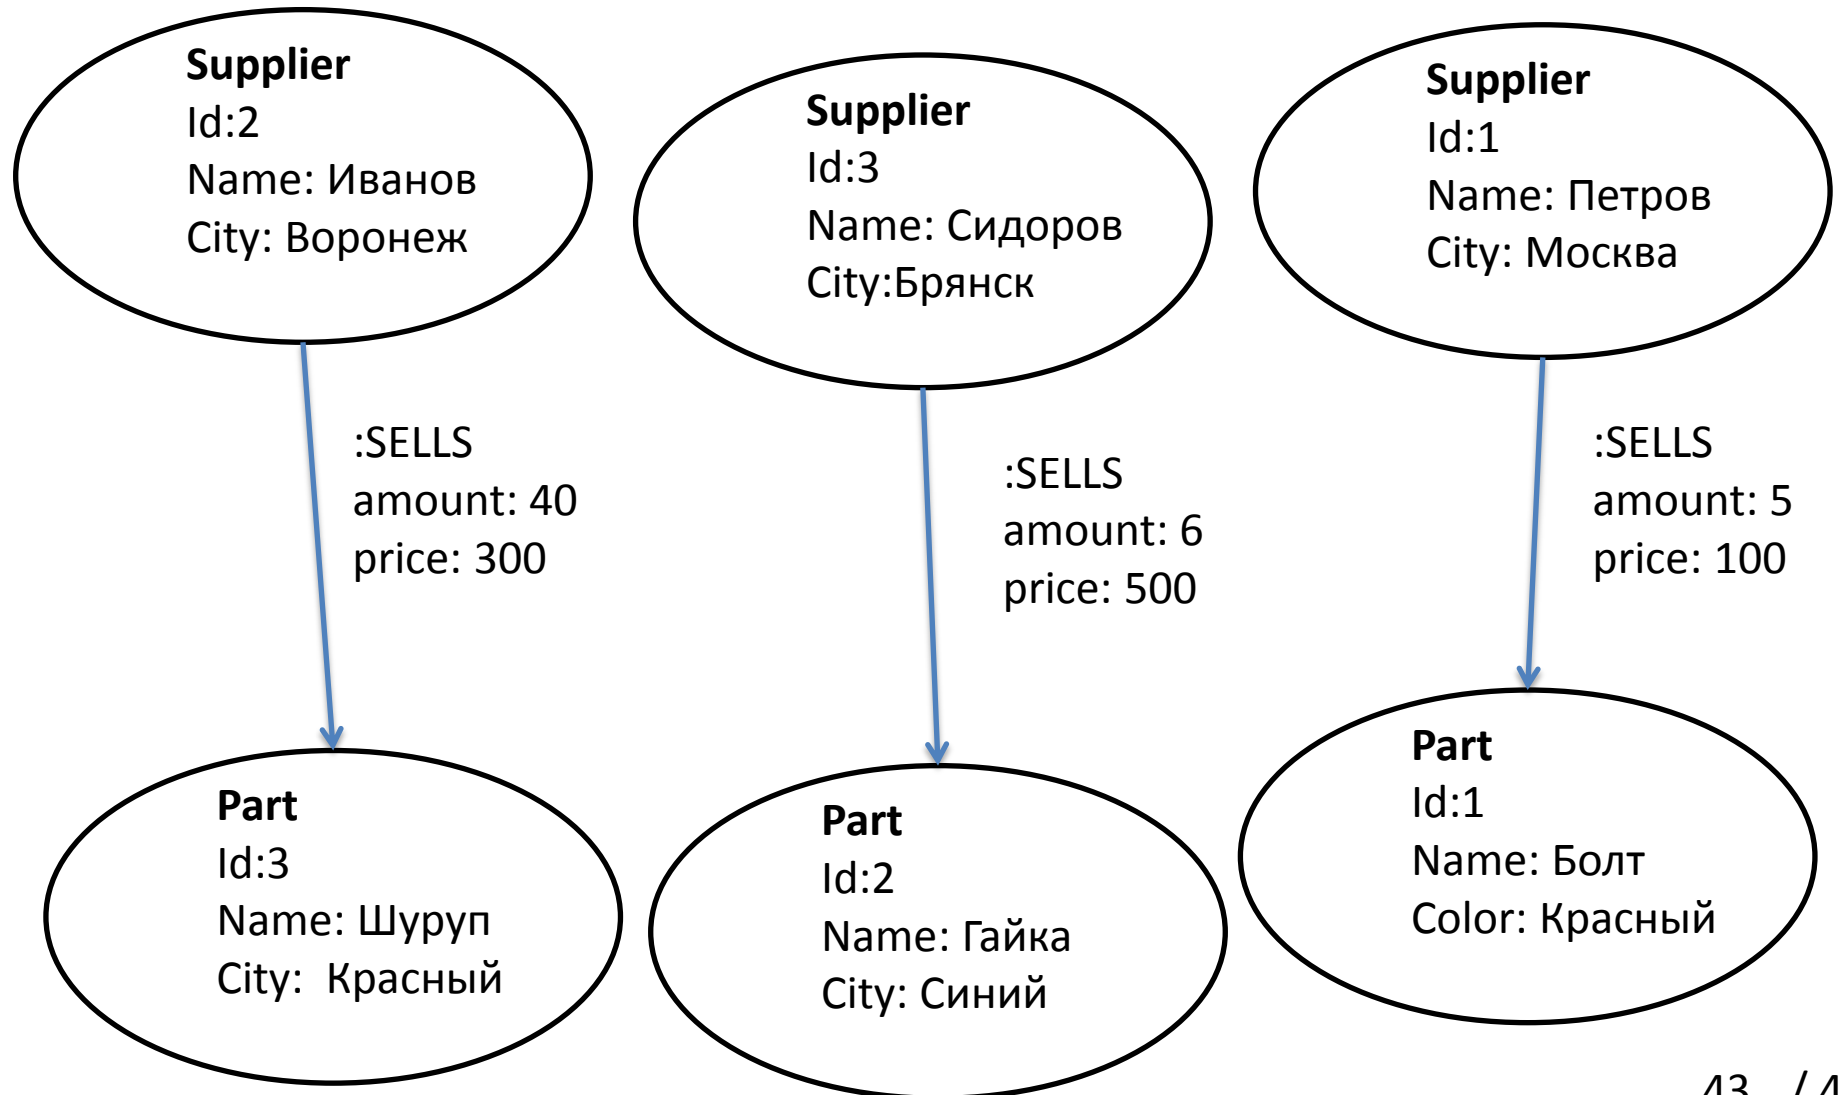 Supplier
Id:2
Name: Иванов
City: Воронеж
Supplier
Id:3
Name: Сидоров
City:Брянск
Supplier
Id:1
Name: Петров
City: Москва
:SELLS
amount: 40
price: 300
:SELLS
amount: 6
price: 500
:SELLS
amount: 5
price: 100
Part
Id:3
Name: Шуруп
City:  Красный
Part
Id:2
Name: Гайка
City: Синий
Part
Id:1
Name: Болт
Color: Красный
43 / 4